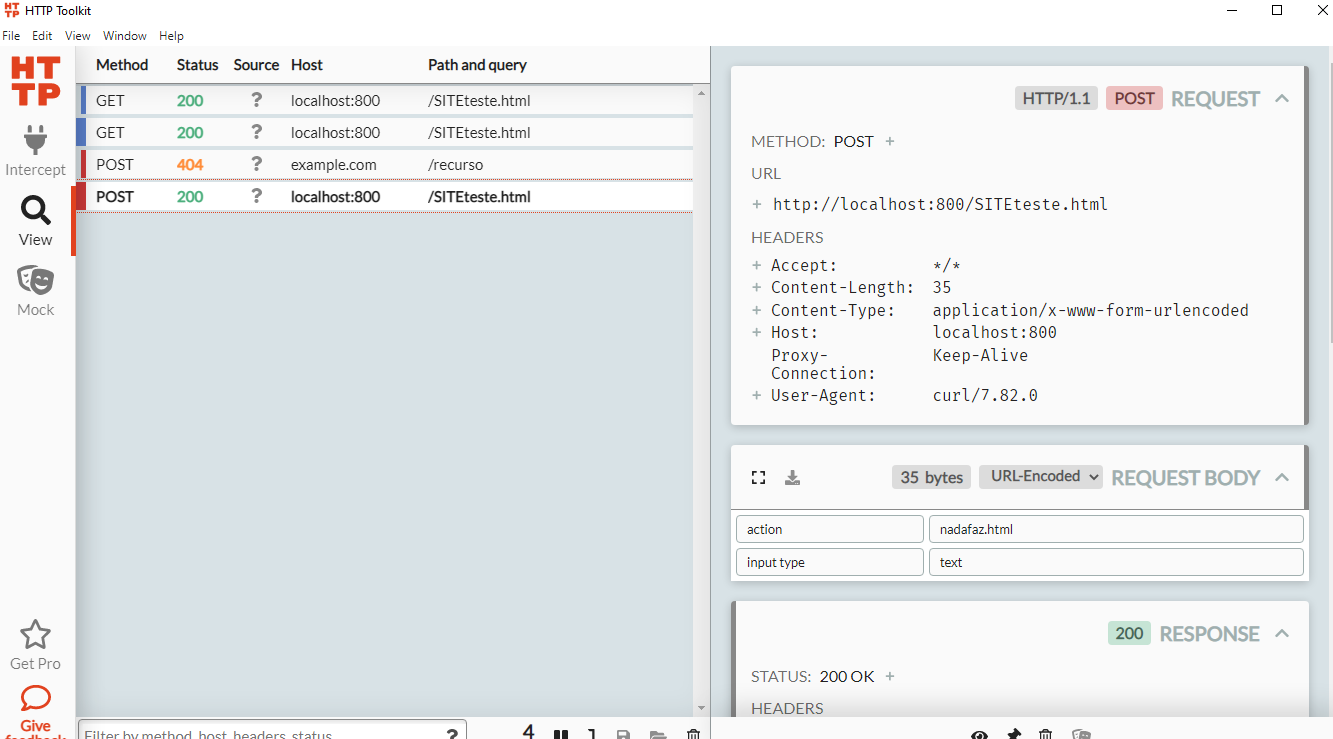 HTTP Toolkit
File Edit View Window Help
HT
TP
Intercept
View
Mock
Get Pro
Give
feedback
Method Status Source Host Path and query
GET 200 ? localhost:800 /SITEteste.html
GET 200 ? localhost:800 /SITEteste.html
POST 404 ? example.com /recurso
POST 200 ? localhost:800 /SITEteste.html
Filter by method, host, headers, status... ? 4
HTTP/1.1 POST REQUEST
METHOD: POST +
URL
+ http://localhost:800/SITEteste.html
HEADERS
+ Accept: */*
+ Content-Length: 35
+ Content-Type: application/x-www-form-urlencoded
+ Host: localhost:800
Proxy- Keep-Alive
Connection:
+ User-Agent: curl/7.82.0
35 bytes URL-Encoded REQUEST BODY
action nadafaz.html
input type text
200 RESPONSE
STATUS: 200 OK +
HEADERS